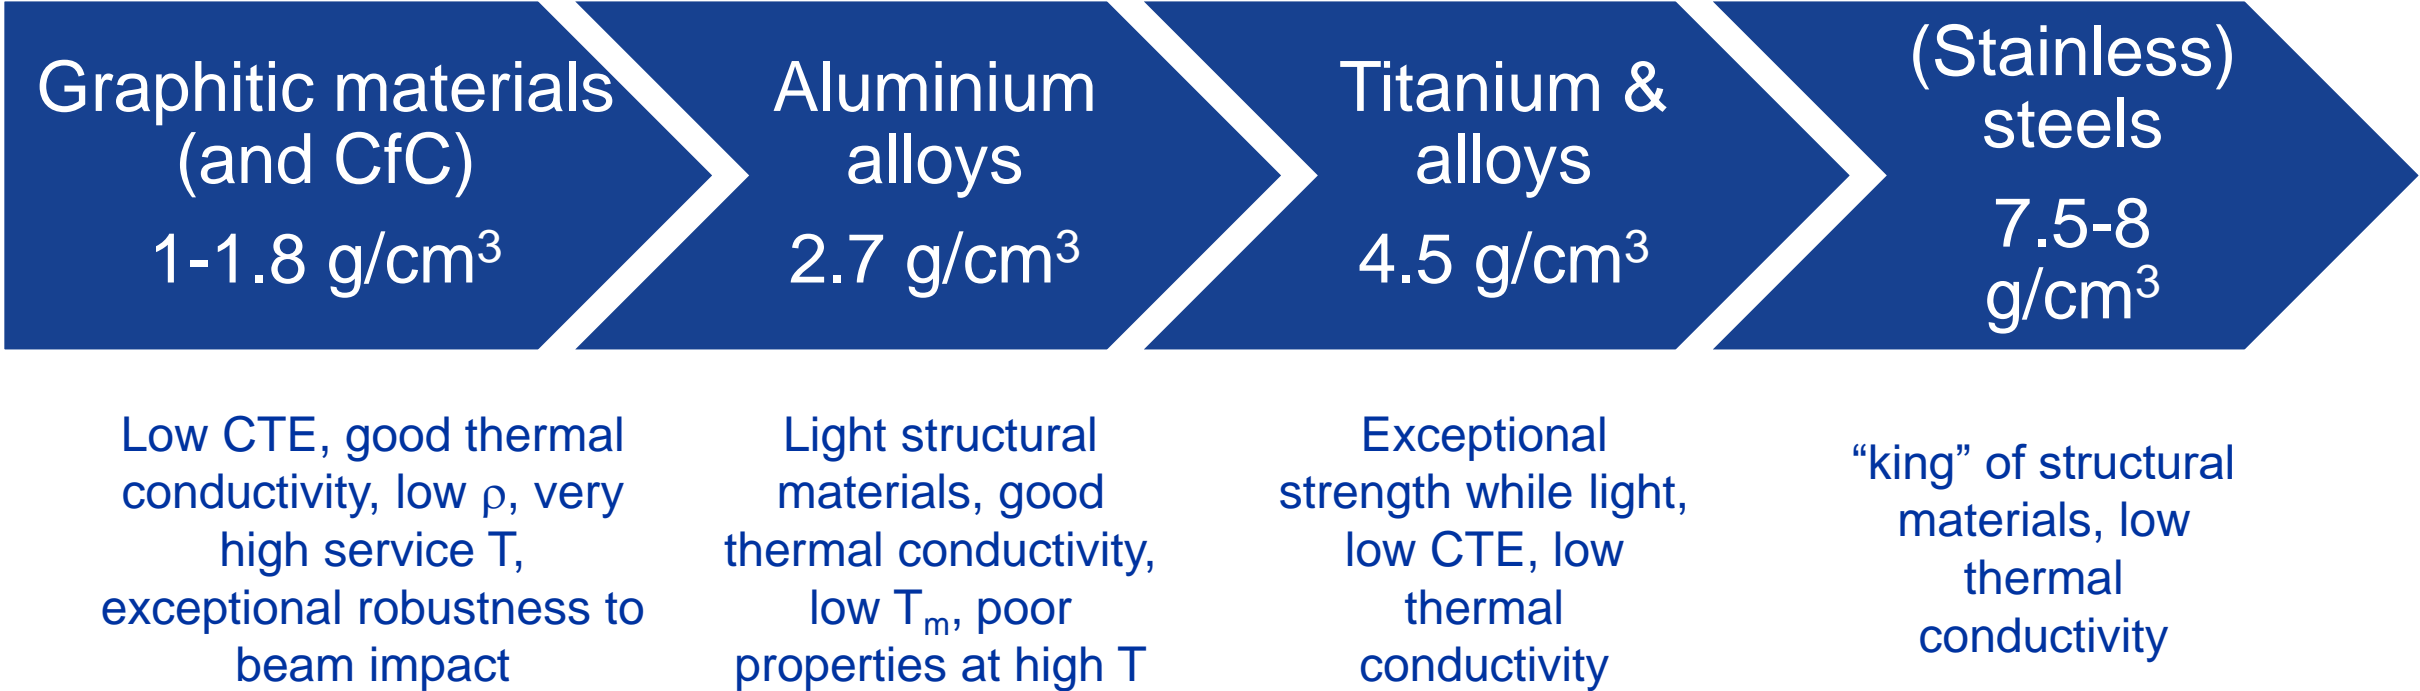 Graphitic materials
(and CfC)
1-1.8 g/cm³
Aluminium
alloys
2.7 g/cm³
Titanium &
alloys
4.5 g/cm³
(Stainless)
steels
7.5-8
g/cm³
Low CTE, good thermal
conductivity, low ρ, very
high service T,
exceptional robustness to
beam impact
Light structural
materials, good
thermal conductivity,
low Tₘ, poor
properties at high T
Exceptional
strength while light,
low CTE, low
thermal
conductivity
“king” of structural
materials, low
thermal
conductivity